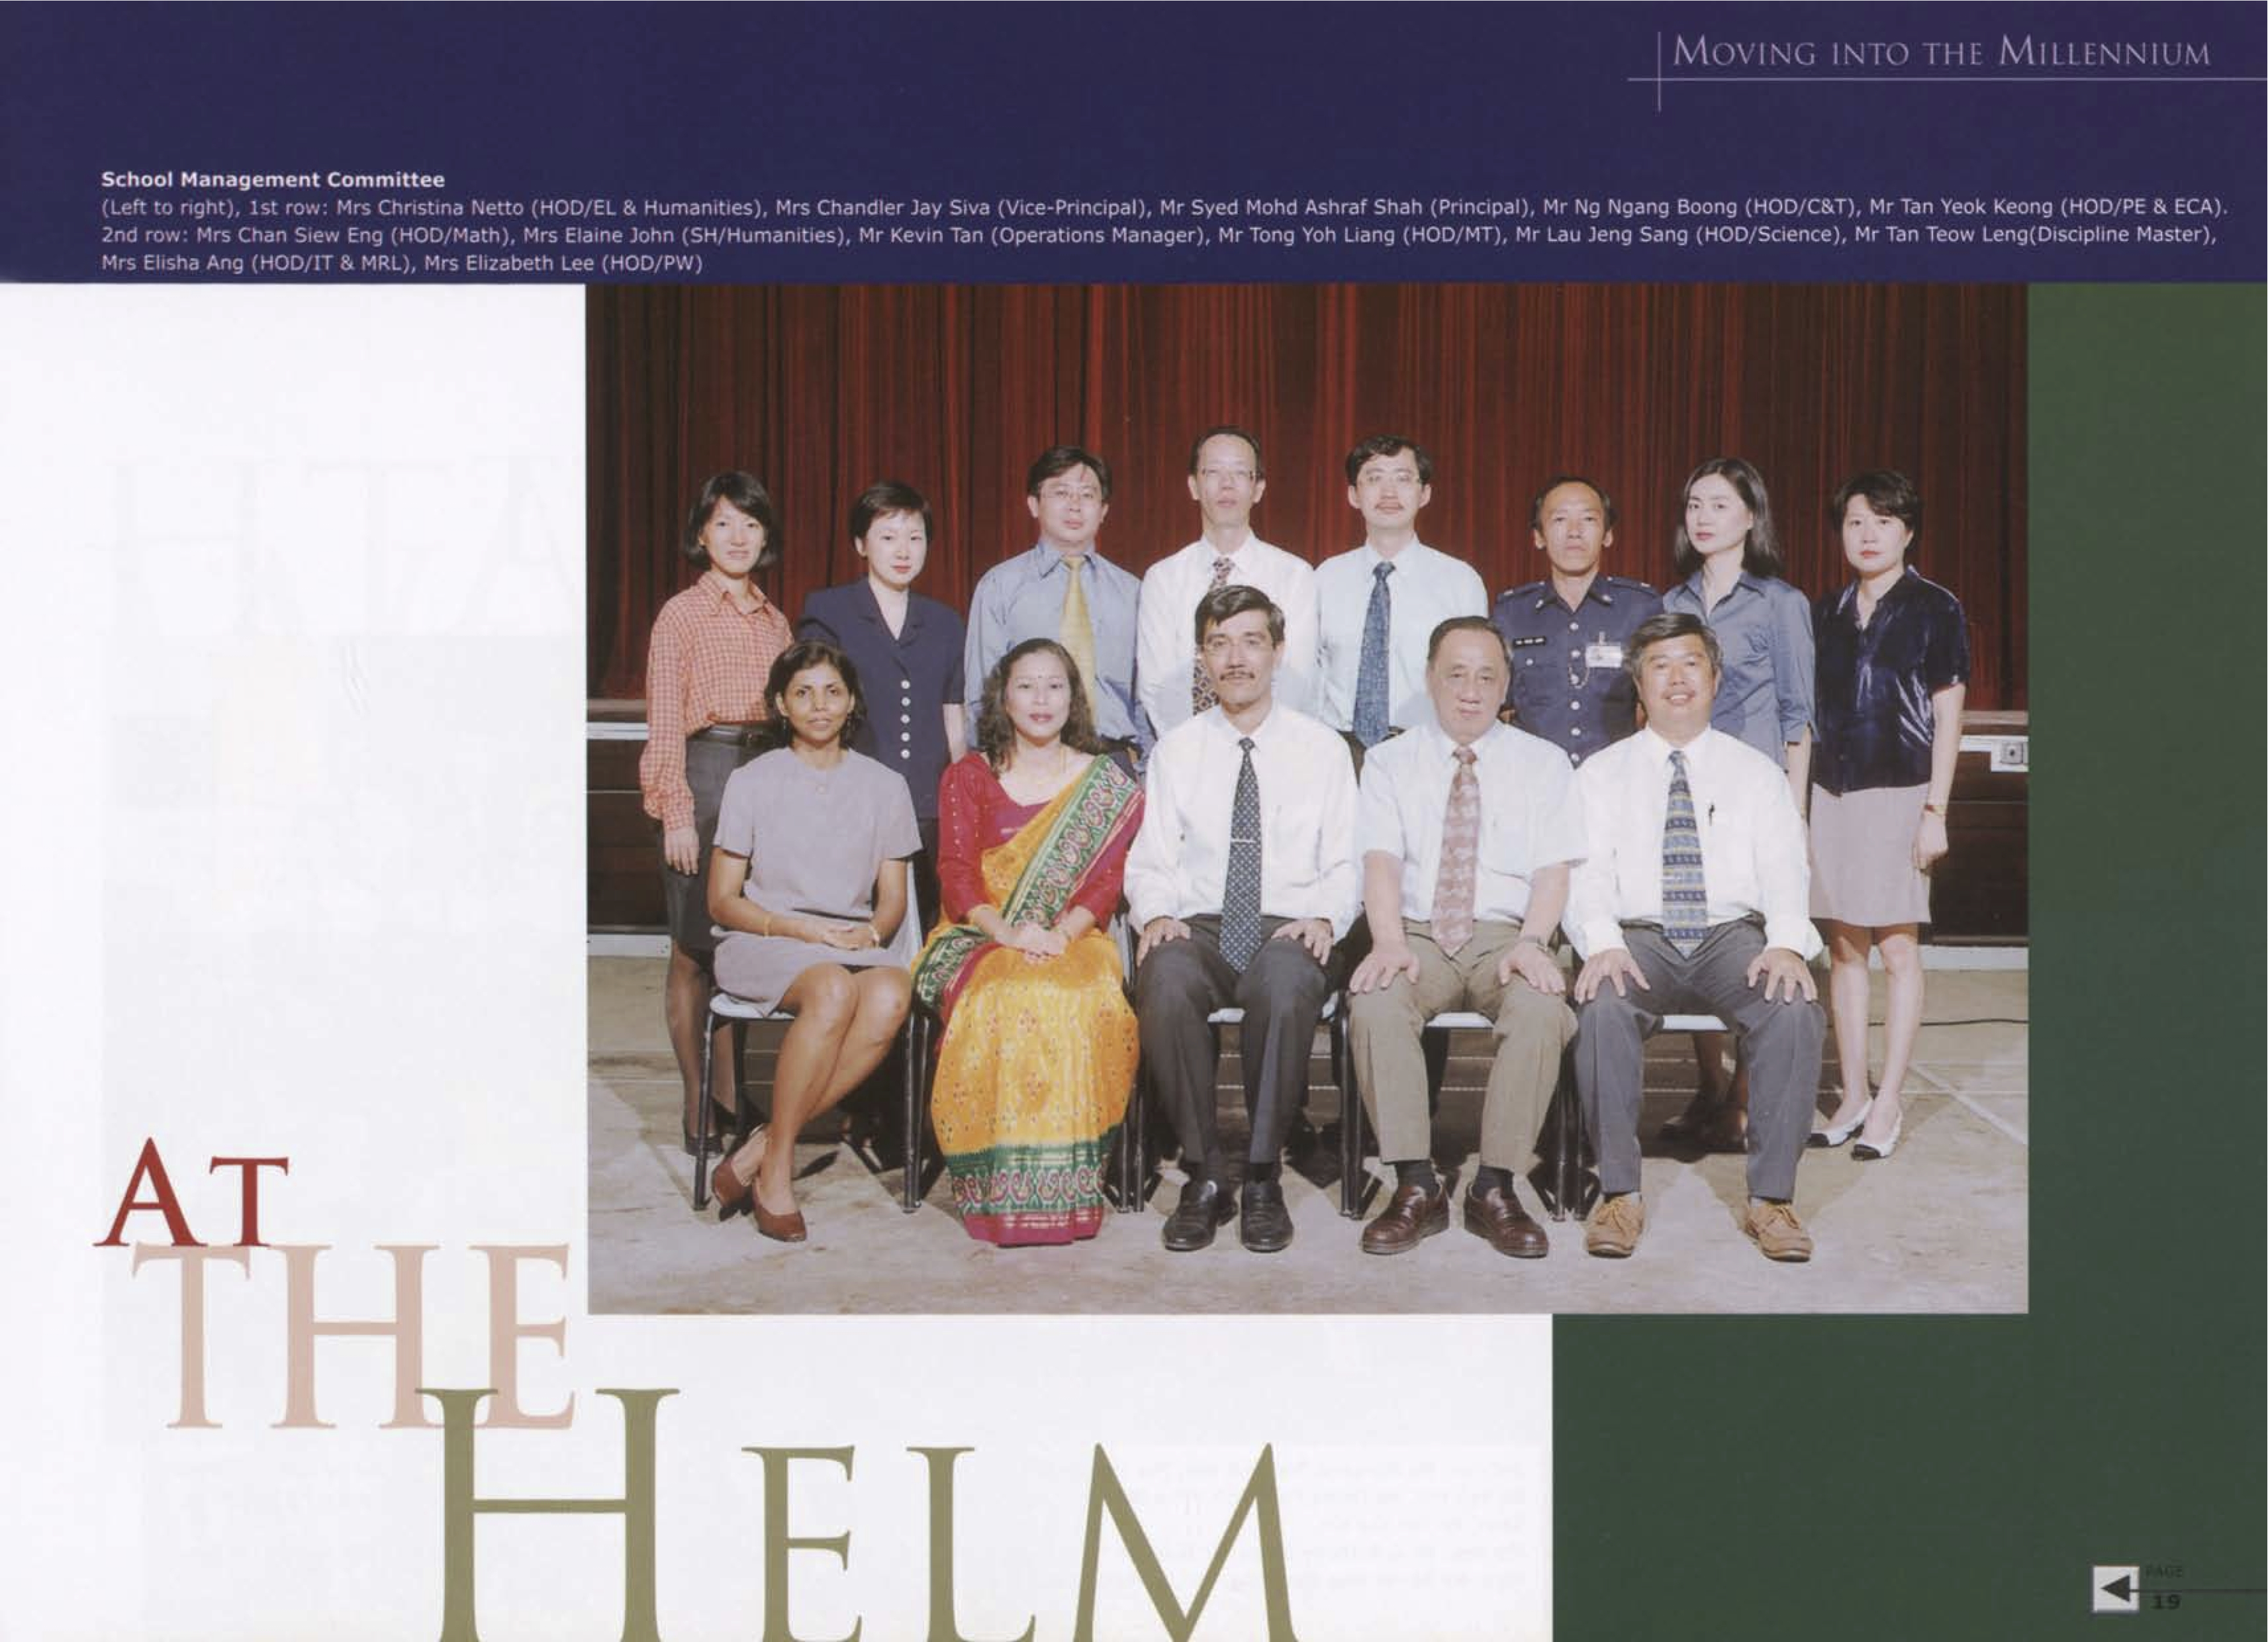 MOVING INTO THE MILLENNIUM
School Management Committee
(Left to right), 1st row: Mrs Christina Netto (HOD/EL & Humanities), Mrs Chandler Jay Siva (Vice-Principal), Mr Syed Mohd Ashraf Shah (Principal), Mr Ng Ngang Boong (HOD/C&T), Mr Tan Yeok Keong (HOD/PE & ECA).
2nd row: Mrs Chan Siew Eng (HOD/Math), Mrs Elaine John (SH/Humanities), Mr Kevin Tan (Operations Manager), Mr Tong Yoh Liang (HOD/MT), Mr Lau Jeng Sang (HOD/Science), Mr Tan Teow Leng(Discipline Master),
Mrs Elisha Ang (HOD/IT & MRL), Mrs Elizabeth Lee (HOD/PW)
AT
THE
HELM
PAGE
19